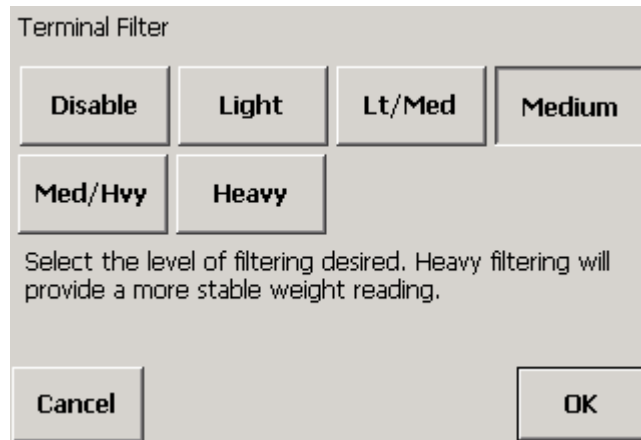 Terminal Filter
Disable Light Lt/Med Medium
Med/Hvy Heavy
Select the level of filtering desired. Heavy filtering will
provide a more stable weight reading.
Cancel OK